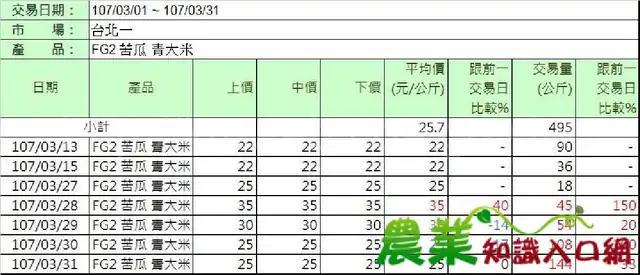 交易日期: 107/03/01 ~ 107/03/31
市 場: 台北一
產 品: FG2 苦瓜 青大米
日期 產品 上價 中價 下價 平均價(元/公斤) 跟前一交易日比較% 交易量(公斤) 跟前一交易日比較%
小計 25.7 495
107/03/13 FG2 苦瓜 青大米 22 22 22 22 - 90 -
107/03/15 FG2 苦瓜 青大米 22 22 22 22 - 36 -
107/03/27 FG2 苦瓜 青大米 25 25 25 25 - 18 -
107/03/28 FG2 苦瓜 青大米 35 35 35 35 40 45 150
107/03/29 FG2 苦瓜 青大米 30 30 30 -14 54 20
107/03/30 FG2 苦瓜 青大米 25 25 25 108
107/03/31 FG2 苦瓜 青大米 25 25 25 25 0 144
農業知識入口網